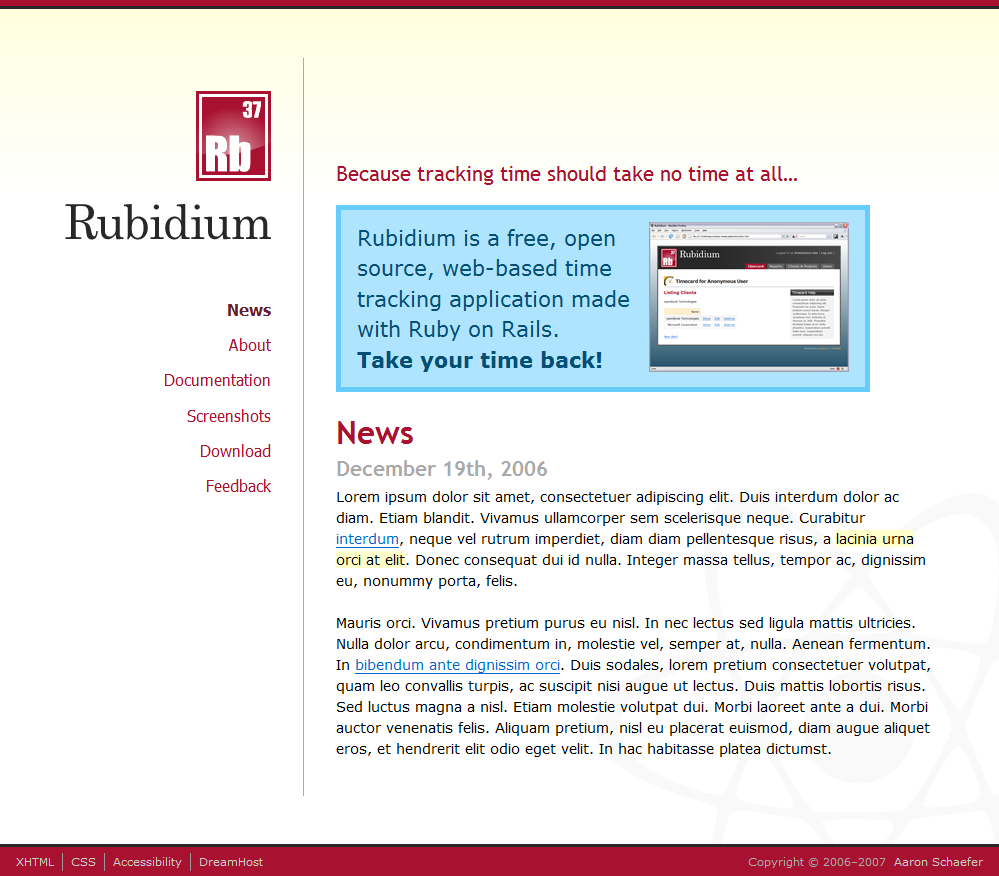 37
Rb
Rubidium
News
About
Documentation
Screenshots
Download
Feedback
Because tracking time should take no time at all…
Rubidium is a free, open
source, web-based time
tracking application made
with Ruby on Rails.
Take your time back!
Rubidium
Timecard for Anonymous User
Listing Clients
News
December 19th, 2006
Lorem ipsum dolor sit amet, consectetuer adipiscing elit. Duis interdum dolor ac
diam. Etiam blandit. Vivamus ullamcorper sem scelerisque neque. Curabitur
interdum, neque vel rutrum imperdiet, diam diam pellentesque risus, a lacinia urna
orci at elit. Donec consequat dui id nulla. Integer massa tellus, tempor ac, dignissim
eu, nonummy porta, felis.
Mauris orci. Vivamus pretium purus eu nisl. In nec lectus sed ligula mattis ultricies.
Nulla dolor arcu, condimentum in, molestie vel, semper at, nulla. Aenean fermentum.
In bibendum ante dignissim orci. Duis sodales, lorem pretium consectetuer volutpat,
quam leo convallis turpis, ac suscipit nisi augue ut lectus. Duis mattis lobortis risus.
Sed luctus magna a nisl. Etiam molestie volutpat dui. Morbi laoreet ante a dui. Morbi
auctor venenatis felis. Aliquam pretium, nisl eu placerat euismod, diam augue aliquet
eros, et hendrerit elit odio eget velit. In hac habitasse platea dictumst.
XHTML CSS Accessibility DreamHost Copyright © 2006–2007 Aaron Schaefer